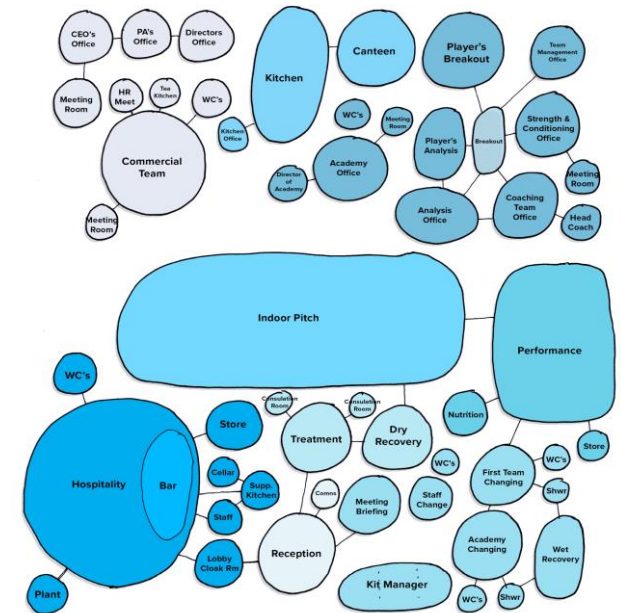 CEO's
Office
PA's
Office
Directors
Office
Meeting
Room
HR
Meet
Tea
Kitchen
WC's
Commercial
Team
Meeting
Room
Kitchen
Canteen
Kitchen
Office
WC's
Meeting
Room
Academy
Office
Director
of
Academy
Player's
Breakout
Team
Management
Office
Player's
Analysis
Breakout
Strength &
Conditioning
Office
Meeting
Room
Analysis
Office
Coaching
Team
Office
Head
Coach
Indoor Pitch
Performance
WC's
Hospitality
Bar
Store
Cellar
Supp.
Kitchen
Staff
Lobby
Cloak Rm
Plant
Consulation
Room
Consulation
Room
Treatment
Dry
Recovery
Comns
Meeting
Briefing
Reception
WC's
Staff
Change
Kit Manager
Nutrition
Store
First Team
Changing
WC's
Shwr
Academy
Changing
Wet
Recovery
WC's
Shwr